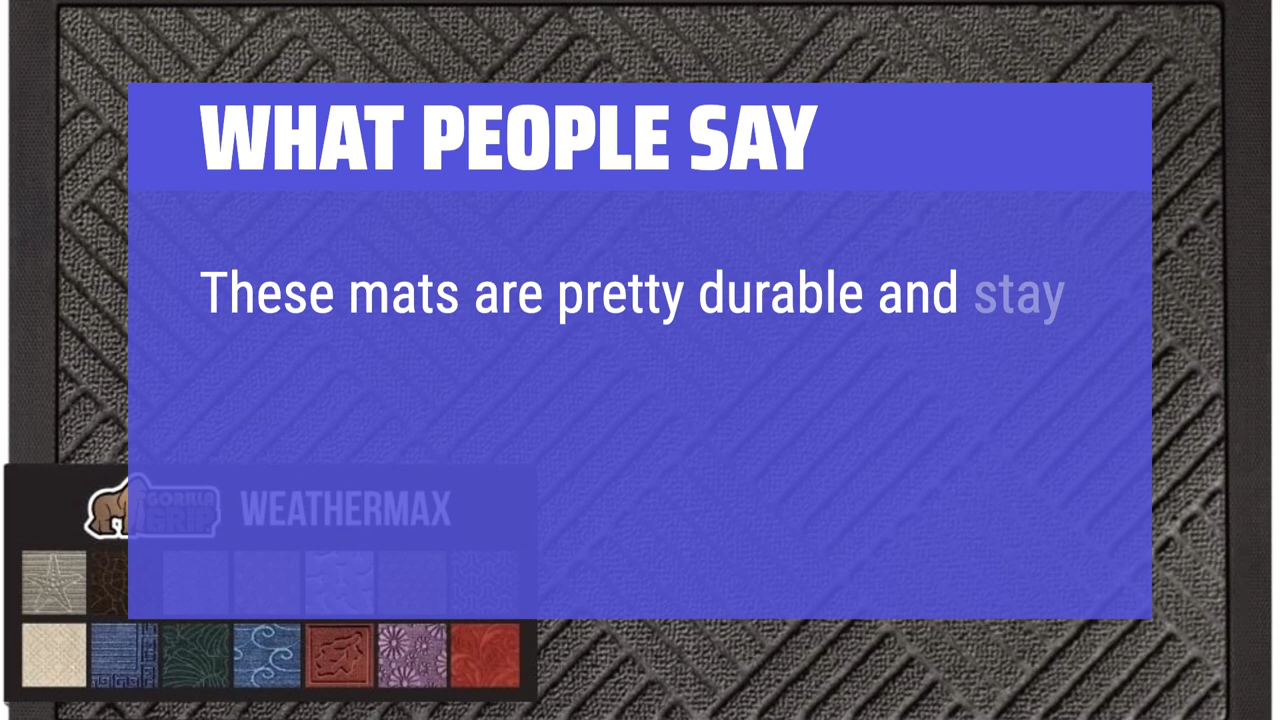 WHAT PEOPLE SAY
These mats are pretty durable and stay
GORILLA
GRIP
WEATHERMAX